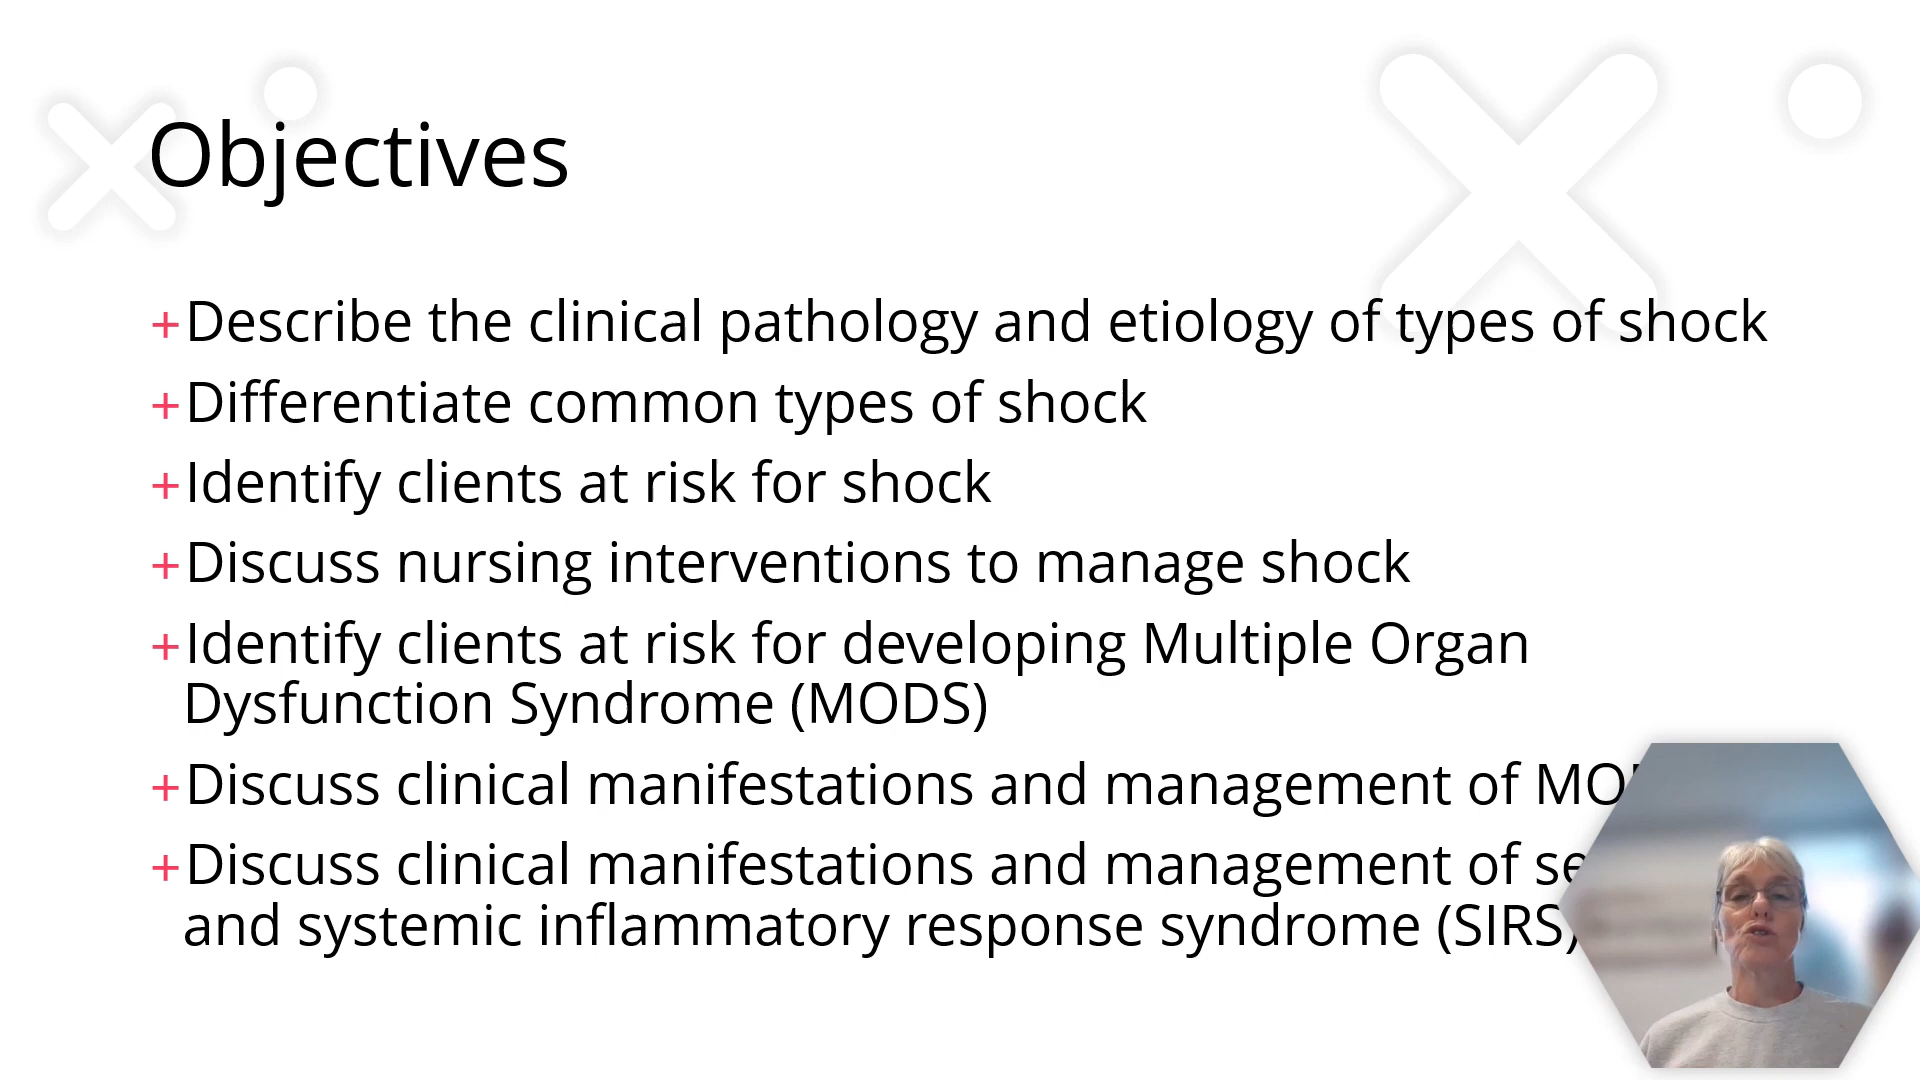 Objectives
+Describe the clinical pathology and etiology of types of shock
+Differentiate common types of shock
+Identify clients at risk for shock
+Discuss nursing interventions to manage shock
+Identify clients at risk for developing Multiple Organ
Dysfunction Syndrome (MODS)
+Discuss clinical manifestations and management of
+Discuss clinical manifestations and management of
and systemic inflammatory response syndrome (SIRS)